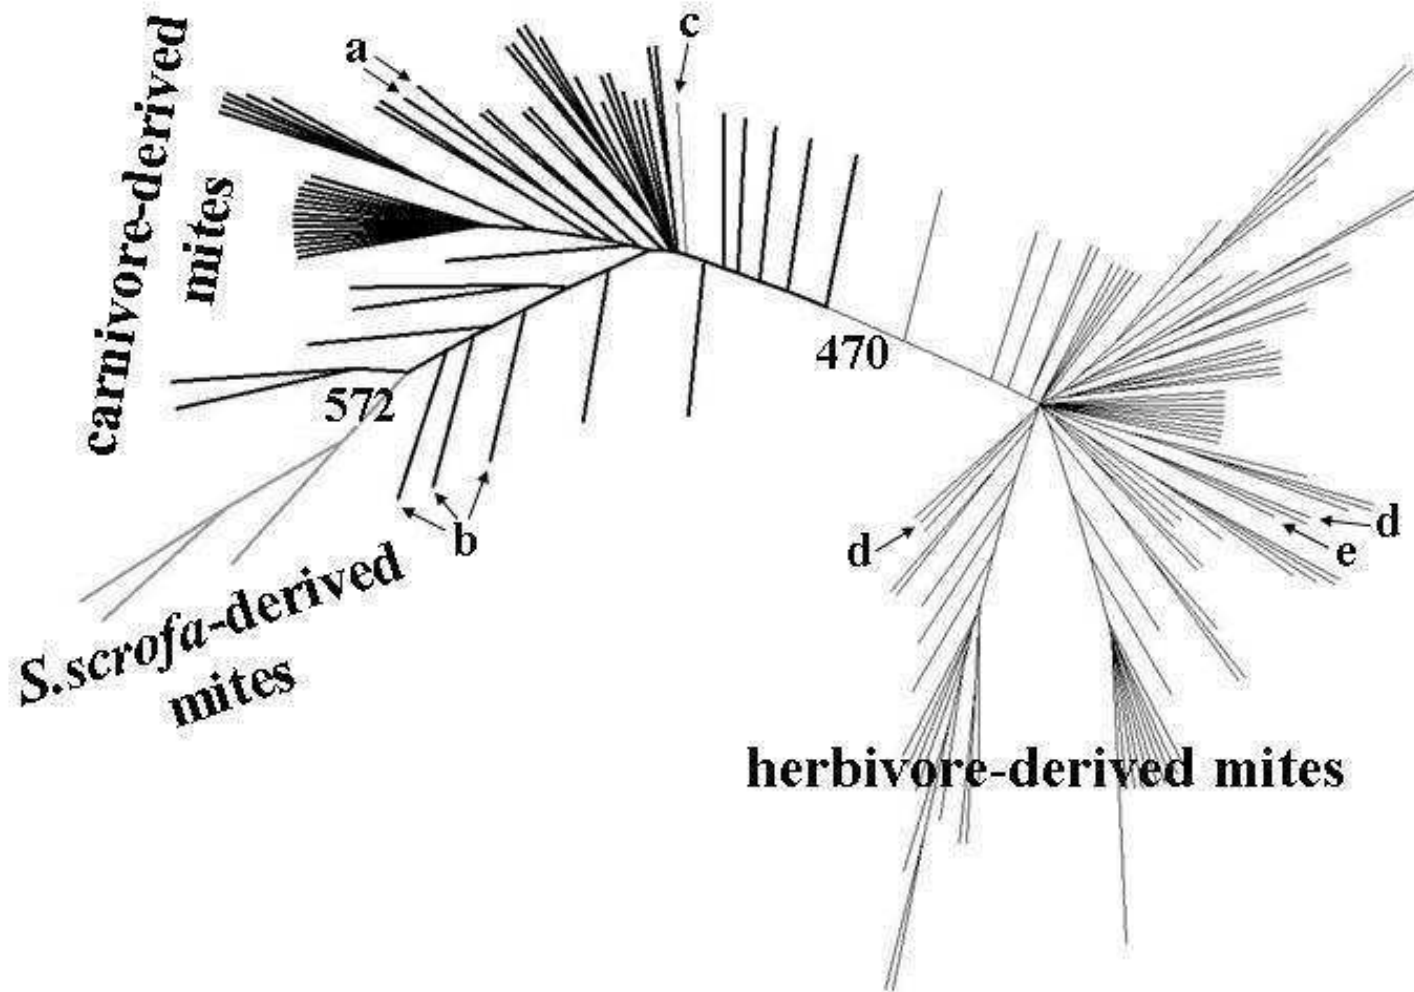 carnivore-derived
mites
a
c
470
572
b
d
d
e
S.scrofa-derived
mites
herbivore-derived mites